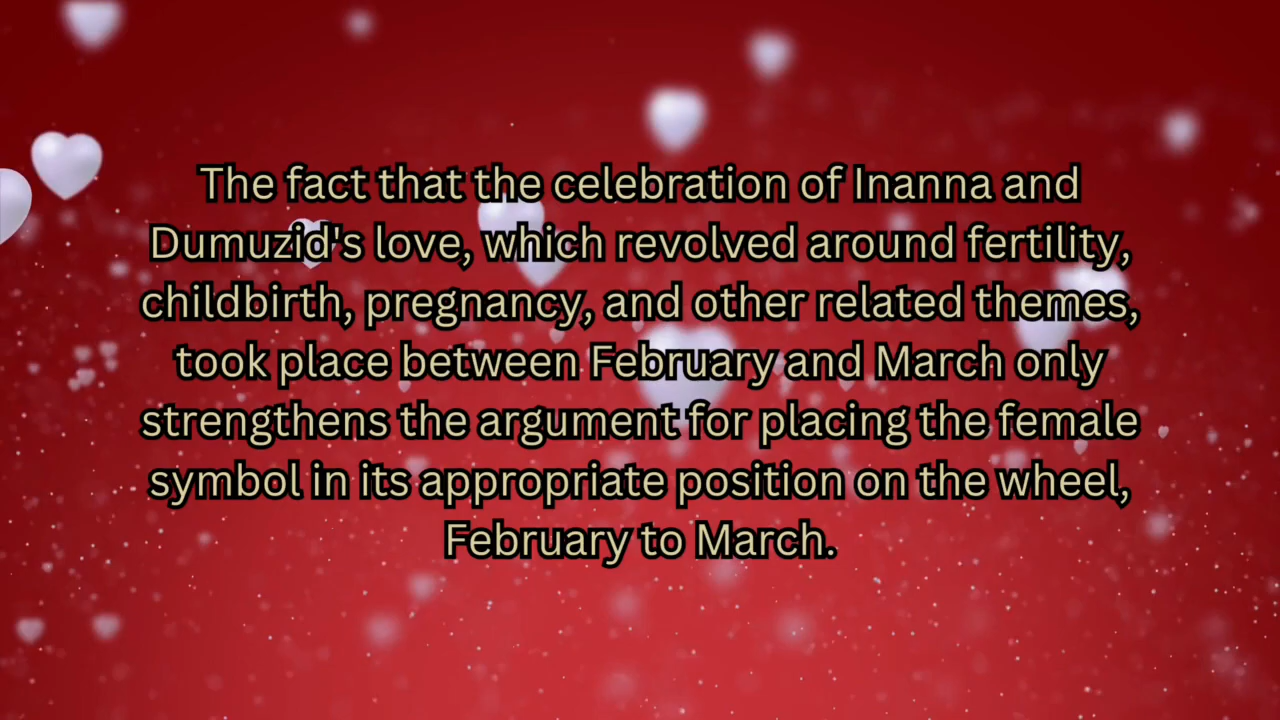 The fact that the celebration of Inanna and
Dumuzid's love, which revolved around fertility,
childbirth, pregnancy, and other related themes,
took place between February and March only
strengthens the argument for placing the female
symbol in its appropriate position on the wheel,
February to March.